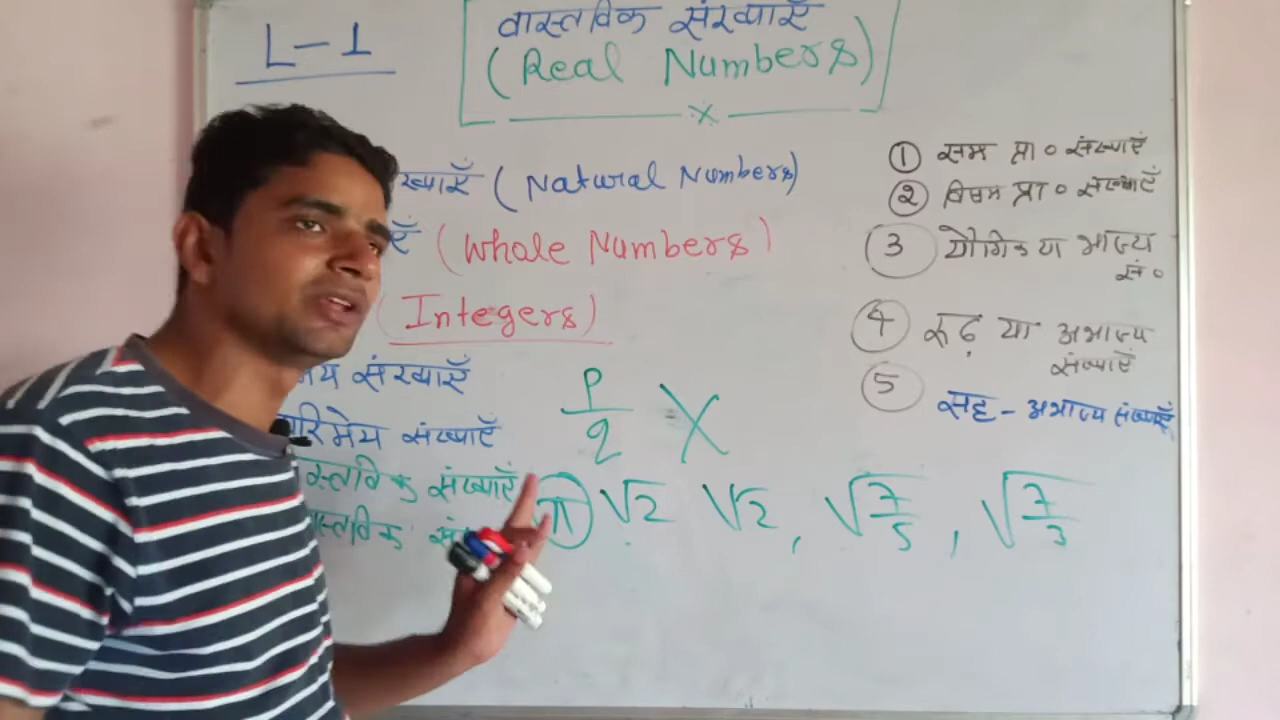 L-1
वास्तविक संख्याएँ
(Real Numbers)
ख्याएँ (Natural Numbers)
एँ (Whole Numbers)
(Integers)
मेय संख्याएँ
परिमेय संख्याएँ
स्तविक संख्याएँ
स्तविक सं
p/q X
π √2 √2, √7/5, √7/3
① सम प्रा० संख्याएँ
② विषम प्रा० संख्याएँ
③ यौगिक या भाज्य
सं०
④ रूढ़ या अभाज्य
संख्याएँ
⑤ सह-अभाज्य संख्याएँ